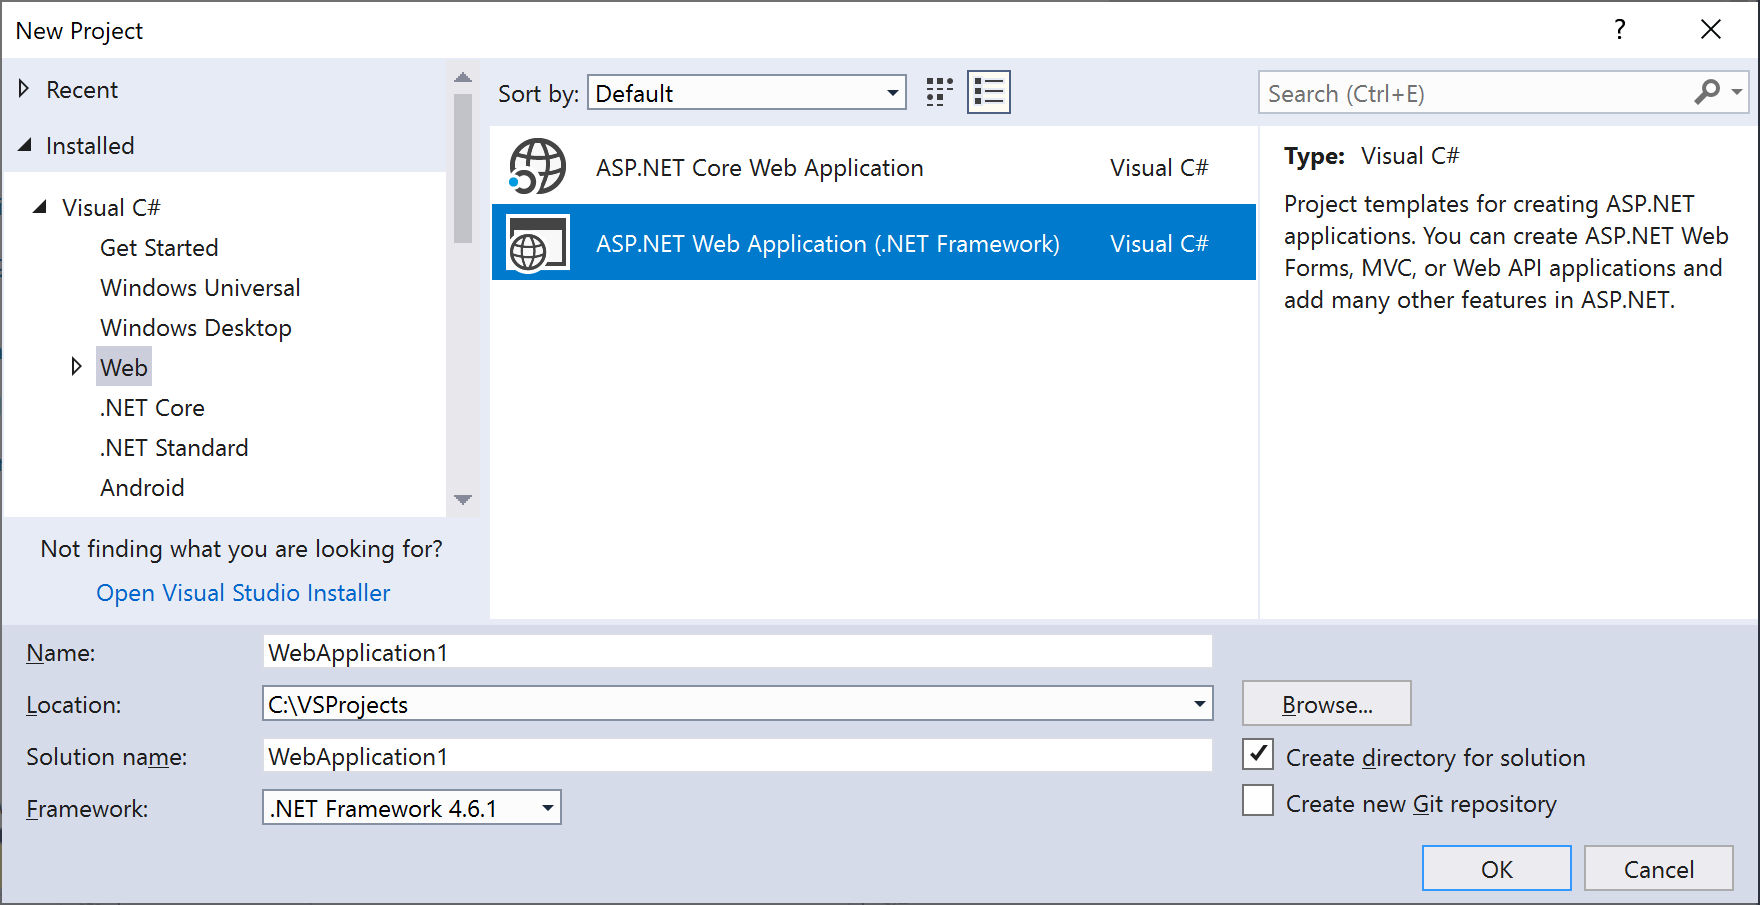 New Project
?
Recent
Installed
Visual C#
Get Started
Windows Universal
Windows Desktop
Web
.NET Core
.NET Standard
Android
Not finding what you are looking for?
Open Visual Studio Installer
Sort by: Default
Search (Ctrl+E)
ASP.NET Core Web Application Visual C#
ASP.NET Web Application (.NET Framework) Visual C#
Type: Visual C#
Project templates for creating ASP.NET
applications. You can create ASP.NET Web
Forms, MVC, or Web API applications and
add many other features in ASP.NET.
Name: WebApplication1
Location: C:\VSProjects
Browse...
Solution name: WebApplication1
Create directory for solution
Framework: .NET Framework 4.6.1
Create new Git repository
OK Cancel